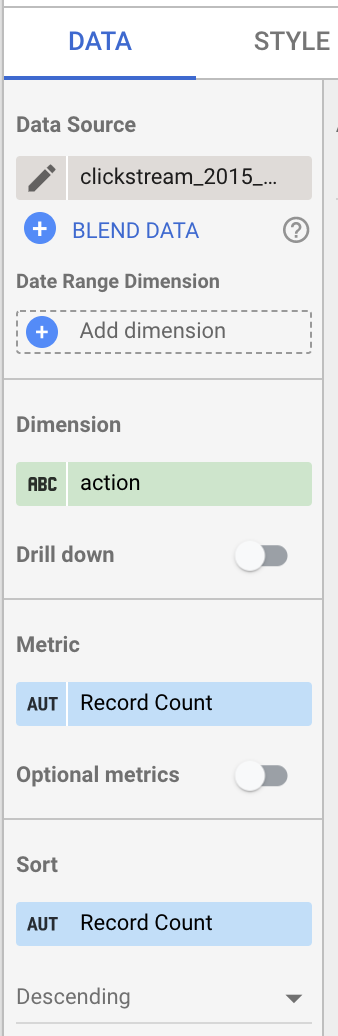 DATA STYLE
Data Source
clickstream_2015_...
BLEND DATA
Date Range Dimension
Add dimension
Dimension
ABC action
Drill down
Metric
AUT Record Count
Optional metrics
Sort
AUT Record Count
Descending